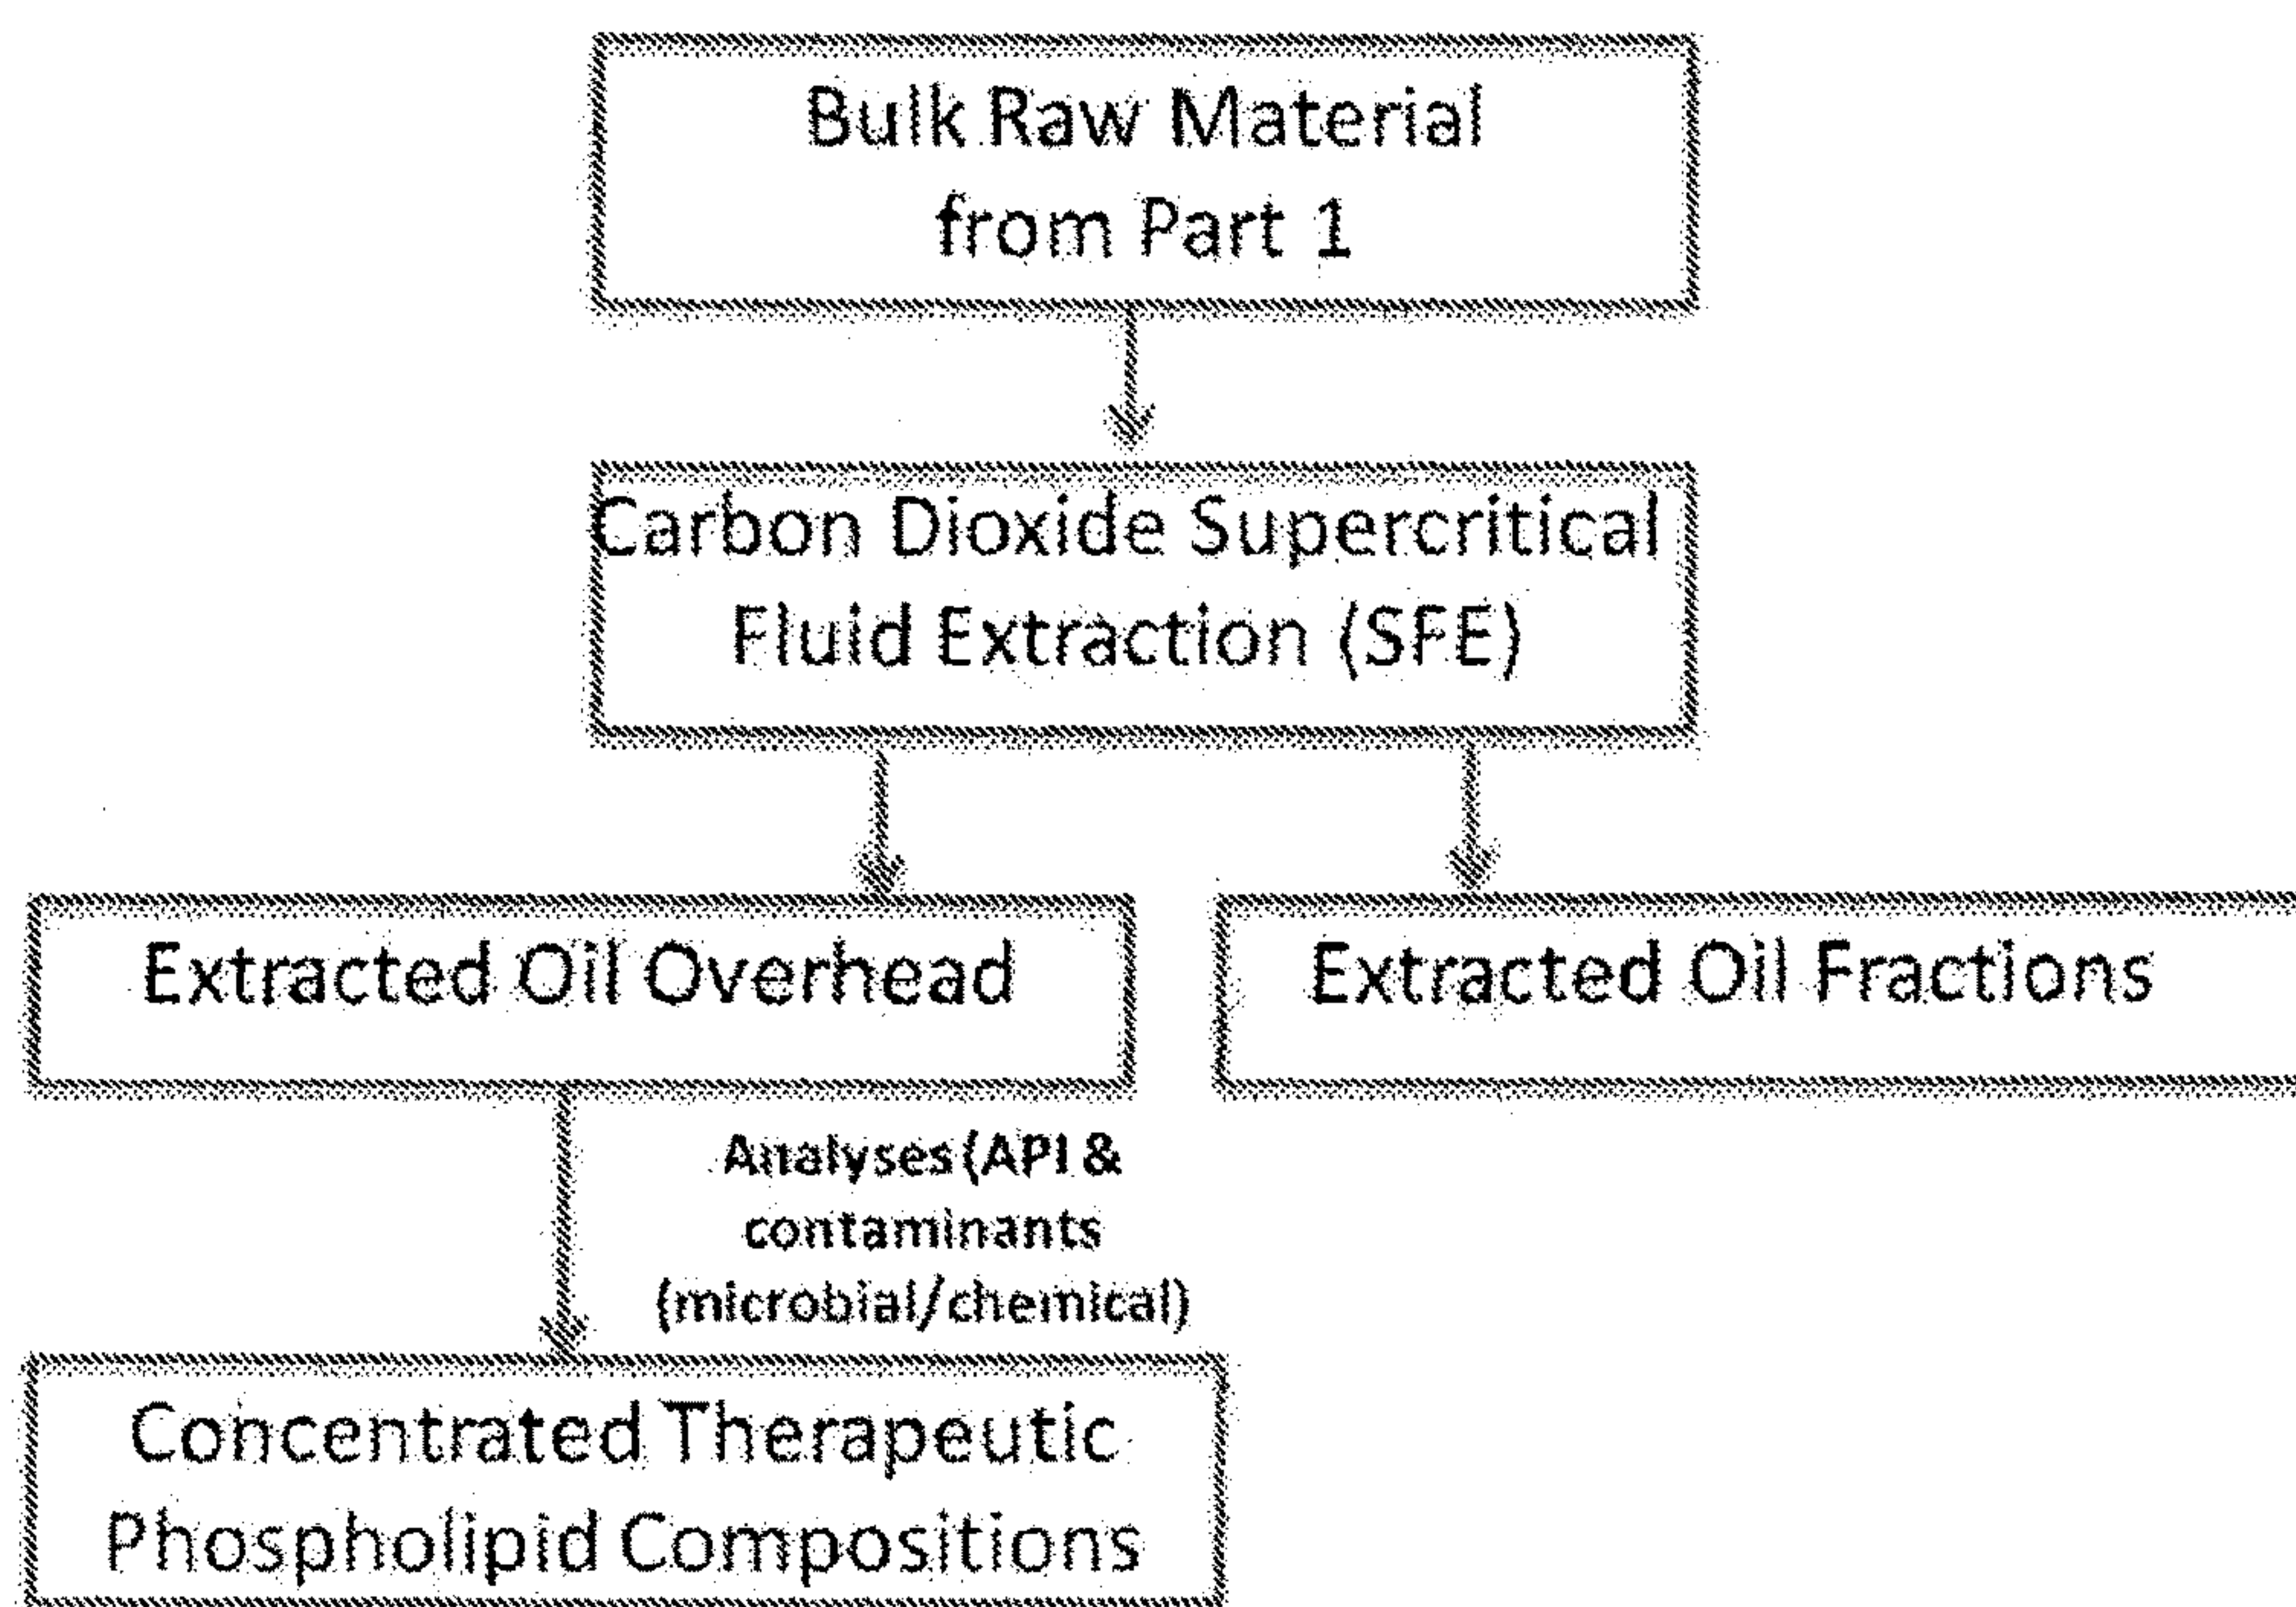 Bulk Raw Material
from Part 1
Carbon Dioxide Supercritical
Fluid Extraction (SFE)
Extracted Oil Overhead
Extracted Oil Fractions
Analyses (API &
contaminants
(microbial/chemical)
Concentrated Therapeutic
Phospholipid Compositions